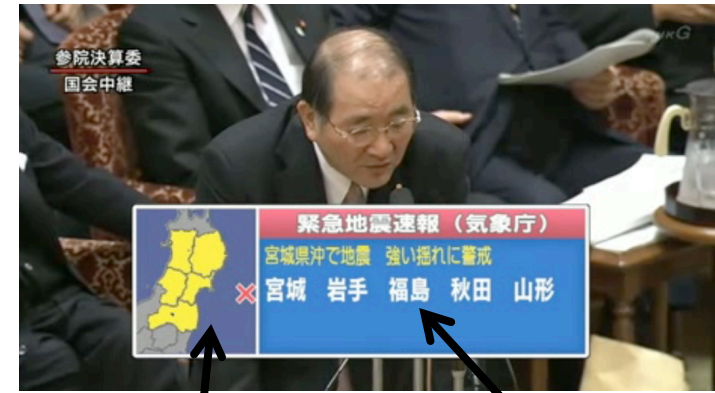 参院決算委
国会中継
NHKG
緊急地震速報（気象庁）
宮城県沖で地震 強い揺れに警戒
宮城 岩手 福島 秋田 山形